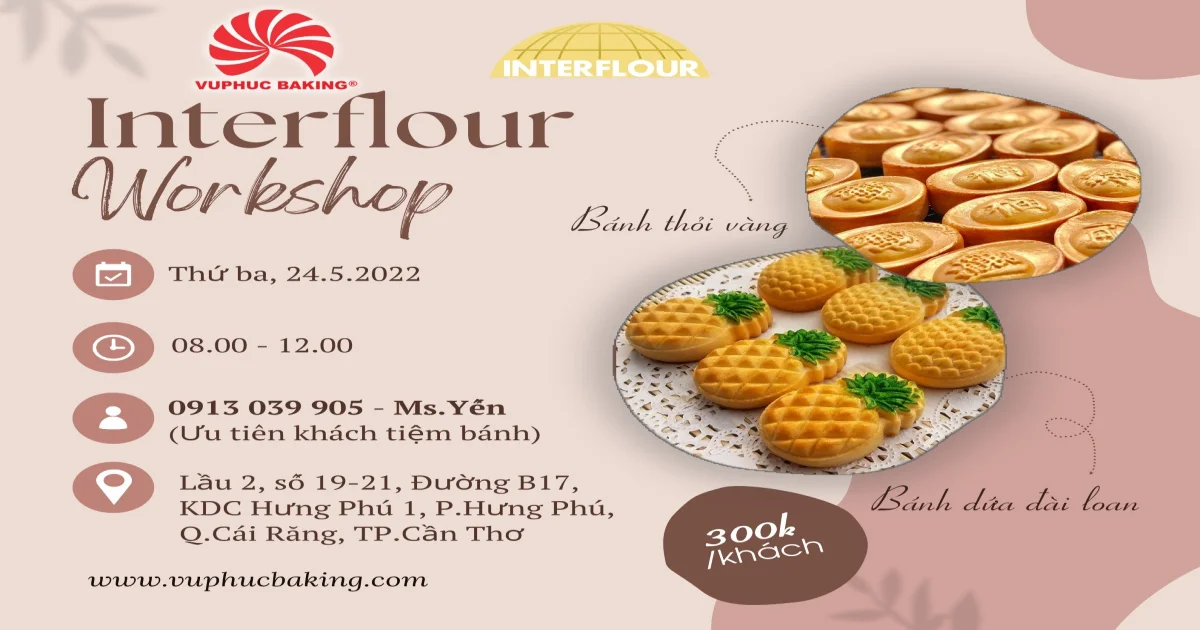 VUPHUC BAKING®
INTERFLOUR
Interflour
Workshop
Thứ ba, 24.5.2022
08.00 - 12.00
0913 039 905 - Ms.Yến
(Ưu tiên khách tiệm bánh)
Lầu 2, số 19-21, Đường B17,
KDC Hưng Phú 1, P.Hưng Phú,
Q.Cái Răng, TP.Cần Thơ
www.vuphucbaking.com
Bánh thỏi vàng
Bánh dứa đài loan
300k
/khách